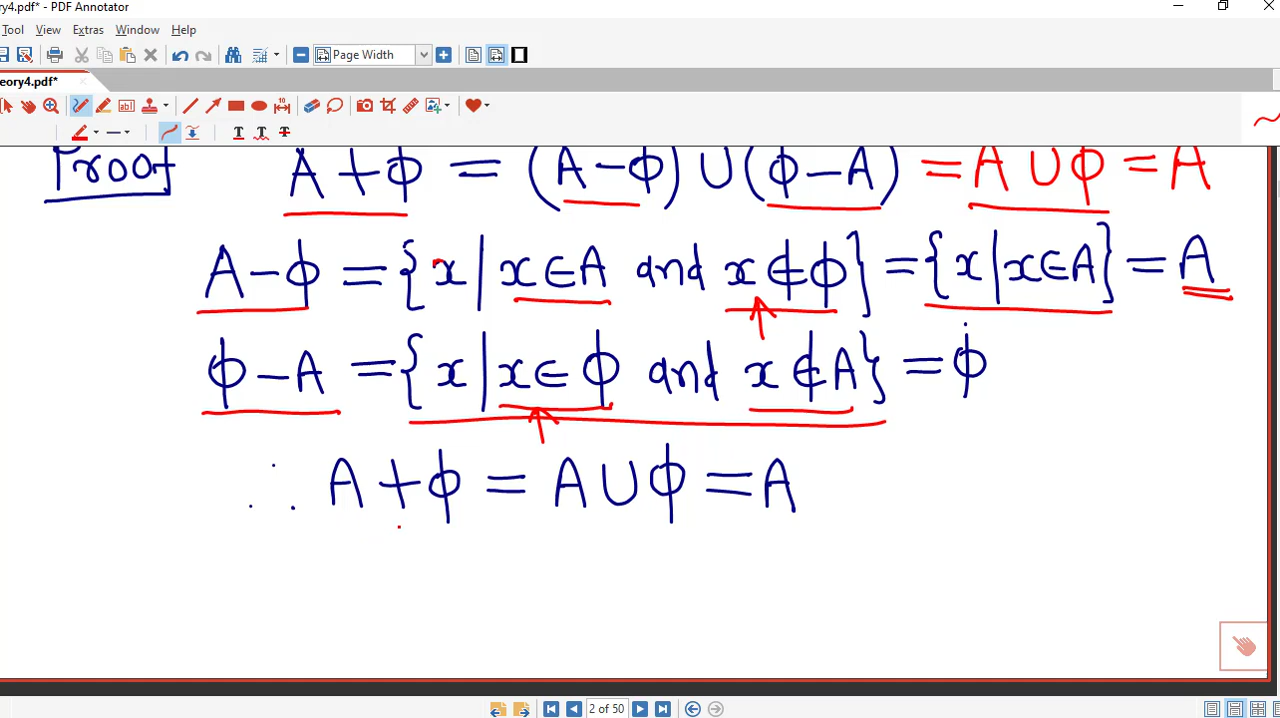 ory4.pdf* - PDF Annotator
Tool View Extras Window Help
Page Width
eory4.pdf*
Proof A + ϕ = (A − ϕ) ∪ (ϕ − A) = A ∪ ϕ = A
A − ϕ = {x | x ∈ A and x ∉ ϕ} = {x | x ∈ A} = A
ϕ − A = {x | x ∈ ϕ and x ∉ A} = ϕ
∴ A + ϕ = A ∪ ϕ = A
2 of 50